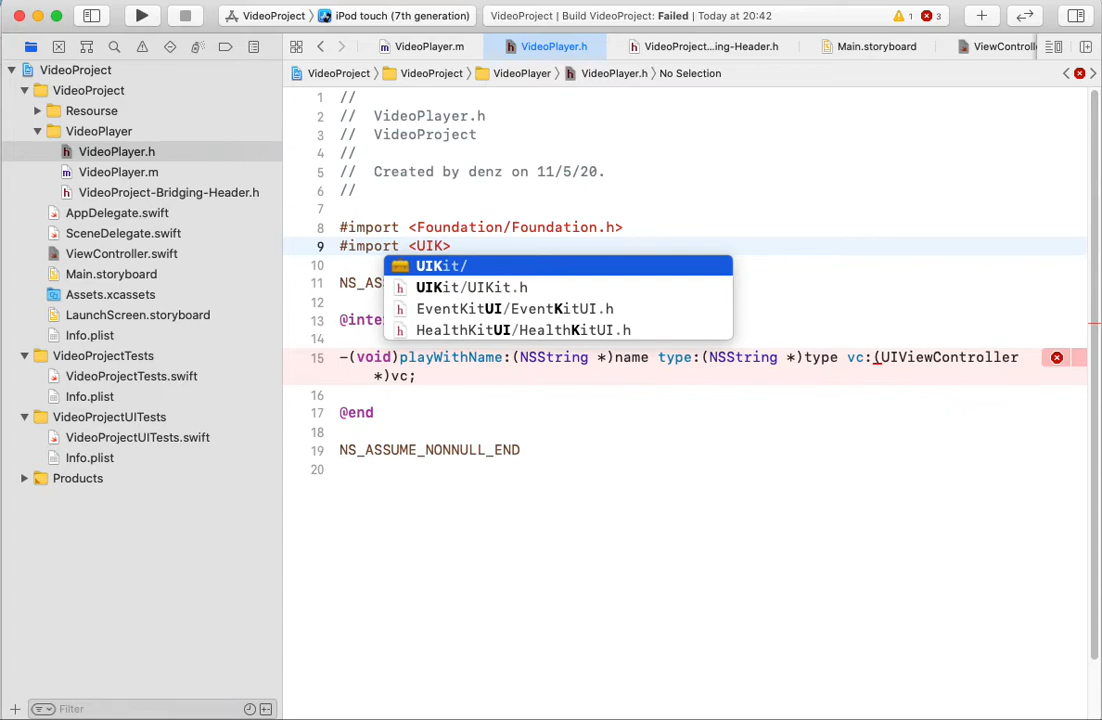 VideoProject iPod touch (7th generation) VideoProject | Build VideoProject: Failed | Today at 20:42 1 3
VideoPlayer.m VideoPlayer.h VideoProject...ing-Header.h Main.storyboard ViewControlle
VideoProject VideoProject VideoPlayer VideoPlayer.h No Selection
VideoProject
VideoProject
Resourse
VideoPlayer
VideoPlayer.h
VideoPlayer.m
VideoProject-Bridging-Header.h
AppDelegate.swift
SceneDelegate.swift
ViewController.swift
Main.storyboard
Assets.xcassets
LaunchScreen.storyboard
Info.plist
VideoProjectTests
VideoProjectTests.swift
Info.plist
VideoProjectUITests
VideoProjectUITests.swift
Info.plist
Products
Filter
1 //
2 // VideoPlayer.h
3 // VideoProject
4 //
5 // Created by denz on 11/5/20.
6 //
7
8 #import <Foundation/Foundation.h>
9 #import <UIK>
10
UIKit/
UIKit/UIKit.h
EventKitUI/EventKitUI.h
HealthKitUI/HealthKitUI.h
11 NS_AS
12
13 @inte
14
15 -(void)playWithName:(NSString *)name type:(NSString *)type vc:(UIViewController
*)vc;
16
17 @end
18
19 NS_ASSUME_NONNULL_END
20